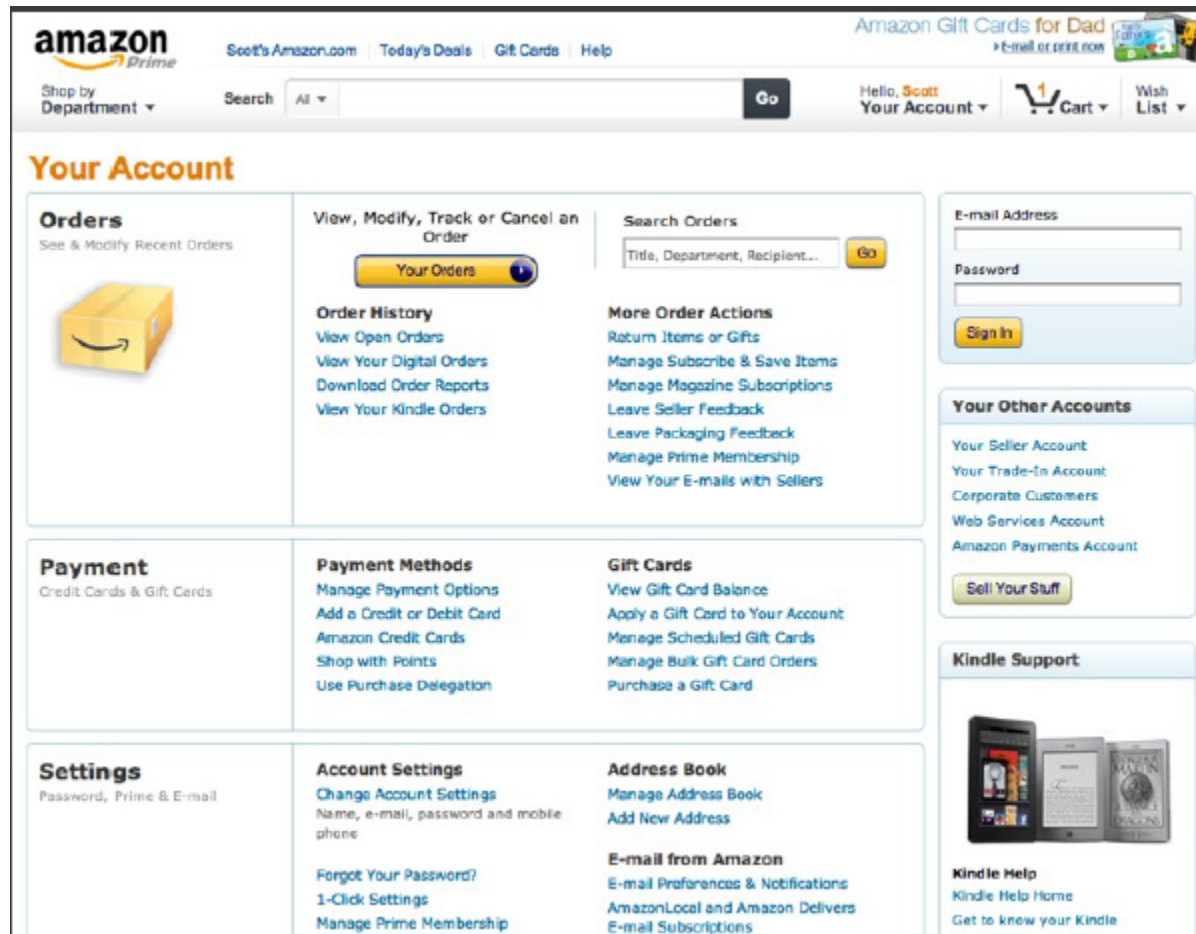 amazon
Prime
Scott's Amazon.com Today's Deals Gift Cards Help
Amazon Gift Cards for Dad
E-mail or print now
Shop by
Department
Search All Go
Hello, Scott
Your Account
1
Cart
Wish
List
Your Account
Orders
See & Modify Recent Orders
View, Modify, Track or Cancel an
Order
Your Orders
Search Orders
Title, Department, Recipient... Go
Order History
View Open Orders
View Your Digital Orders
Download Order Reports
View Your Kindle Orders
More Order Actions
Return Items or Gifts
Manage Subscribe & Save Items
Manage Magazine Subscriptions
Leave Seller Feedback
Leave Packaging Feedback
Manage Prime Membership
View Your E-mails with Sellers
Payment
Credit Cards & Gift Cards
Payment Methods
Manage Payment Options
Add a Credit or Debit Card
Amazon Credit Cards
Shop with Points
Use Purchase Delegation
Gift Cards
View Gift Card Balance
Apply a Gift Card to Your Account
Manage Scheduled Gift Cards
Manage Bulk Gift Card Orders
Purchase a Gift Card
Settings
Password, Prime & E-mail
Account Settings
Change Account Settings
Name, e-mail, password and mobile
phone
Forgot Your Password?
1-Click Settings
Manage Prime Membership
Address Book
Manage Address Book
Add New Address
E-mail from Amazon
E-mail Preferences & Notifications
AmazonLocal and Amazon Delivers
E-mail Subscriptions
E-mail Address
Password
Sign In
Your Other Accounts
Your Seller Account
Your Trade-In Account
Corporate Customers
Web Services Account
Amazon Payments Account
Sell Your Stuff
Kindle Support
MARTIN
DRAGONS
Kindle Help
Kindle Help Home
Get to know your Kindle